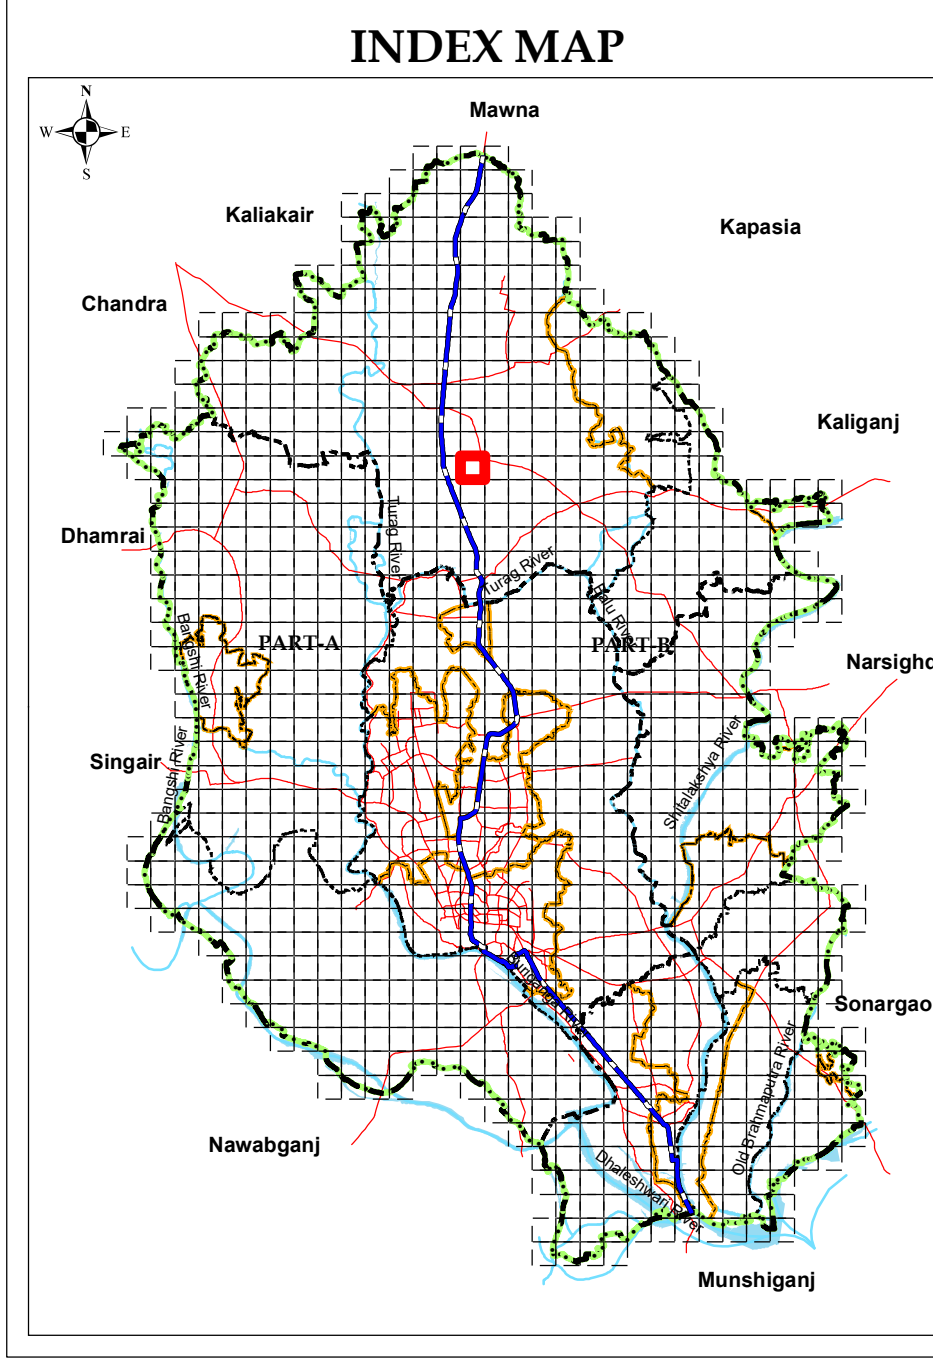 INDEX MAP
N
W E
S
Mawna
Kaliakair
Kapasia
Chandra
Kaliganj
Dhamrai
Turag River
Turag River
Balu River
PART-A
PART-B
Bangshi River
Narsighd
Singair
Bangshi River
Shitalakshya River
Buriganga River
Sonargao
Old Brahmaputra River
Nawabganj
Dhaleshwari River
Munshiganj